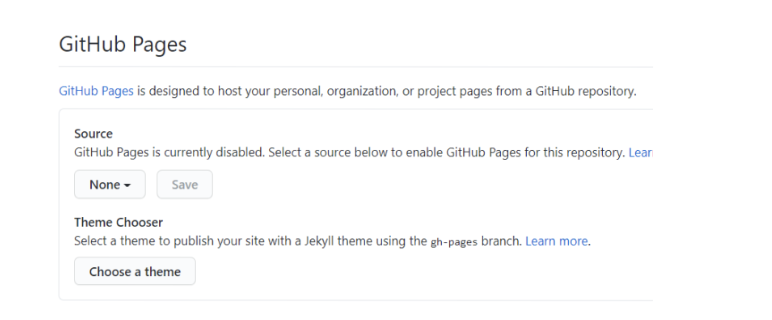 GitHub Pages
GitHub Pages is designed to host your personal, organization, or project pages from a GitHub repository.
Source
GitHub Pages is currently disabled. Select a source below to enable GitHub Pages for this repository. Lear
None Save
Theme Chooser
Select a theme to publish your site with a Jekyll theme using the gh-pages branch. Learn more.
Choose a theme